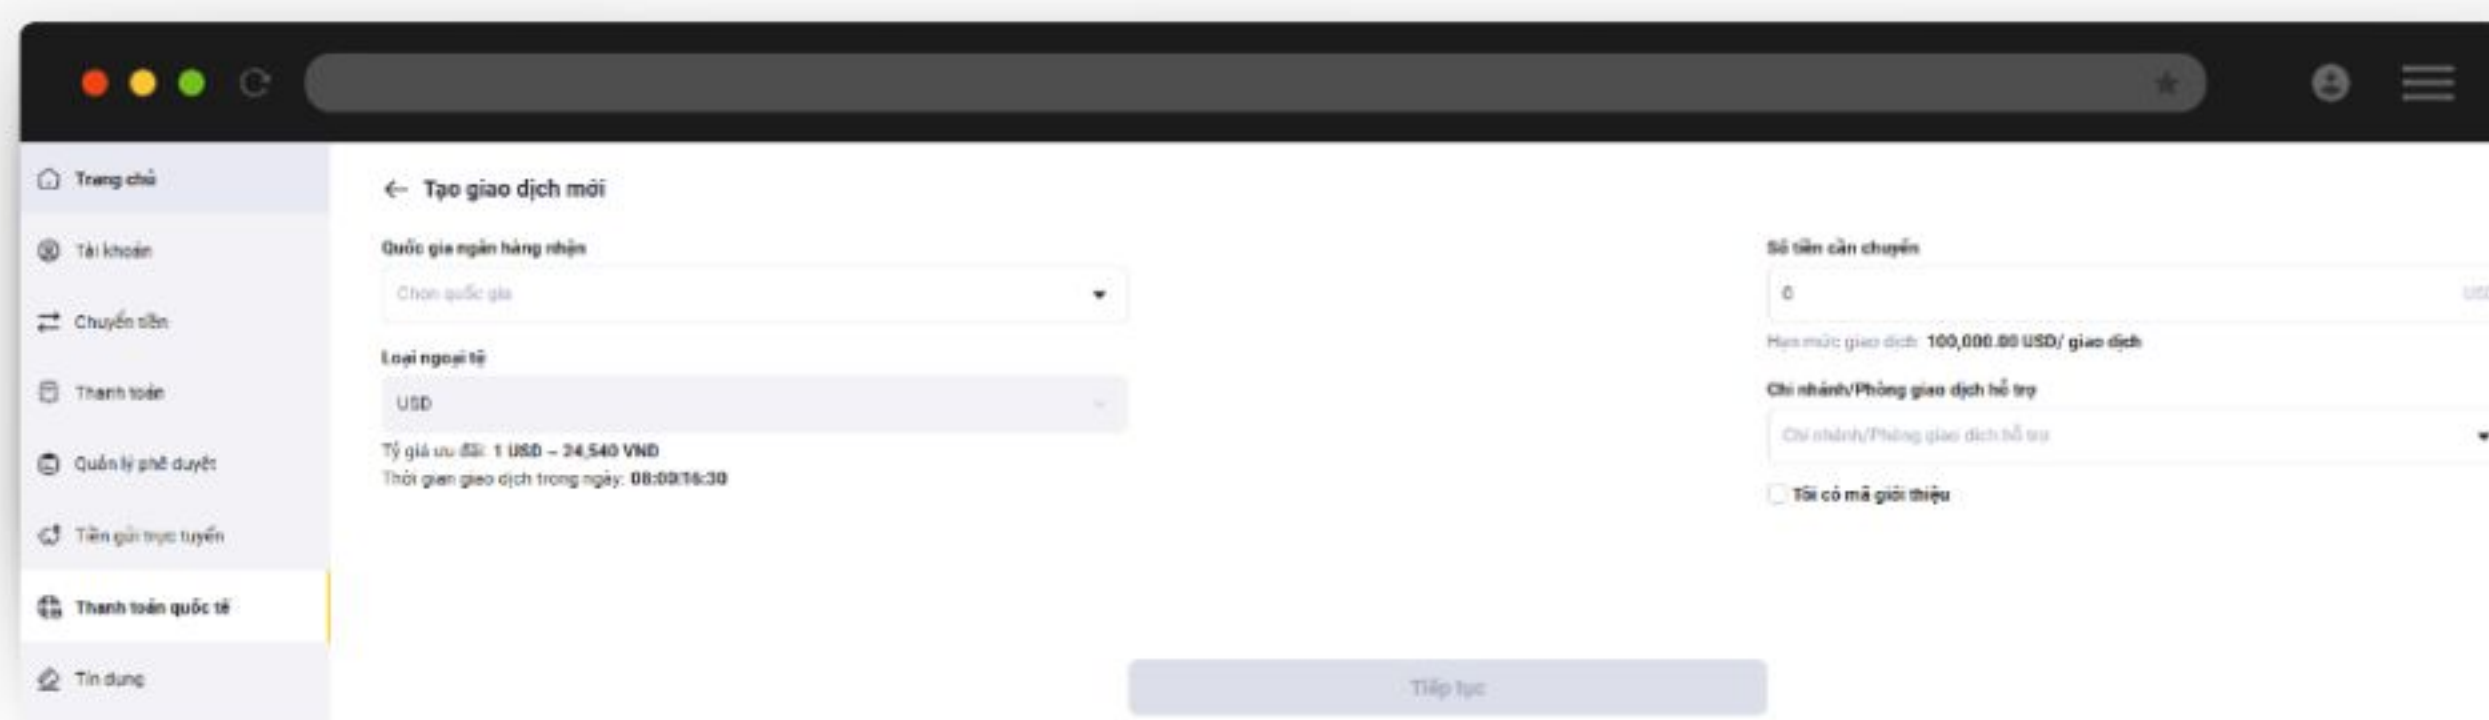 Trang chủ
Tài khoản
Chuyển tiền
Thanh toán
Quản lý phê duyệt
Tiền gửi trực tuyến
Thanh toán quốc tế
Tín dụng
Tạo giao dịch mới
Quốc gia ngân hàng nhận
Chọn quốc gia
Loại ngoại tệ
USD
Tỷ giá ưu đãi: 1 USD ~ 24,540 VND
Thời gian giao dịch trong ngày: 08:00/16:30
Số tiền cần chuyển
0
Hạn mức giao dịch: 100,000.00 USD/ giao dịch
Chi nhánh/Phòng giao dịch hỗ trợ
Chi nhánh/Phòng giao dịch hỗ trợ
Tôi có mã giới thiệu
Tiếp tục